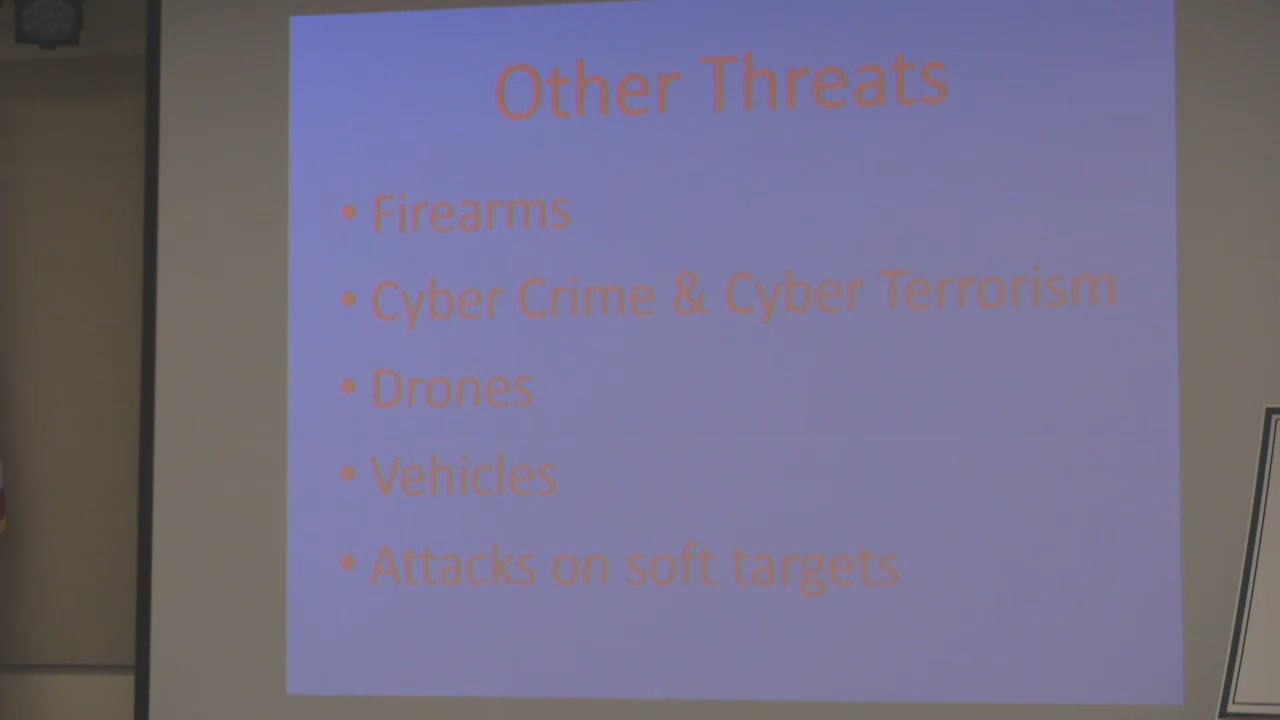 Other Threats
• Firearms
• Cyber Crime & Cyber Terrorism
• Drones
• Vehicles
• Attacks on soft targets